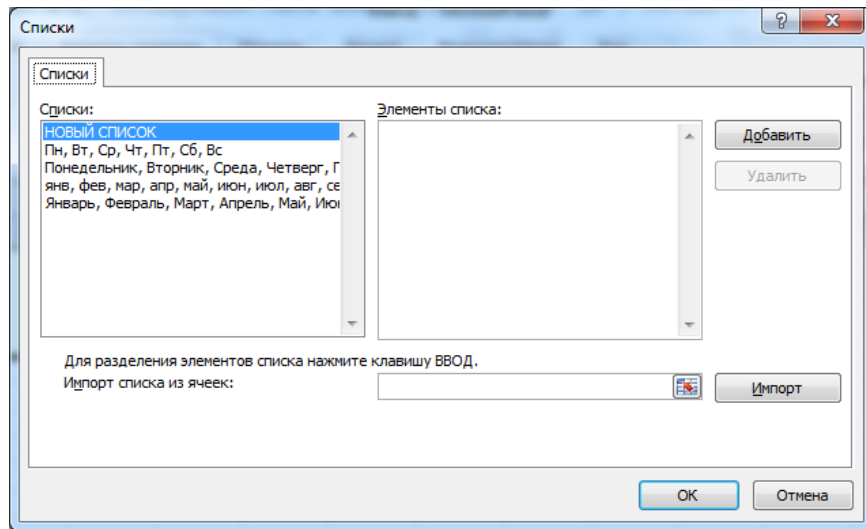 Списки
Списки
Списки:
Элементы списка:
НОВЫЙ СПИСОК
Пн, Вт, Ср, Чт, Пт, Сб, Вс
Понедельник, Вторник, Среда, Четверг, П
янв, фев, мар, апр, май, июн, июл, авг, се
Январь, Февраль, Март, Апрель, Май, Июн
Добавить
Удалить
Для разделения элементов списка нажмите клавишу ВВОД.
Импорт списка из ячеек:
Импорт
ОК
Отмена